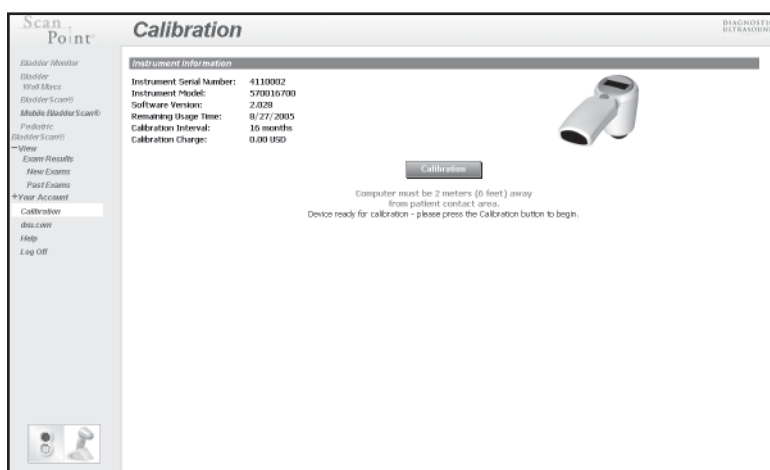 Scan
Point®
Calibration
DIAGNOSTIC
ULTRASOUND
Bladder Monitor
Bladder
Wall Mass
BladderScan®
Mobile BladderScan®
Pediatric
BladderScan®
−View
Exam Results
New Exams
Past Exams
+Your Account
Calibration
dxu.com
Help
Log Off
Instrument Information
Instrument Serial Number: 4110002
Instrument Model: 570016700
Software Version: 2.028
Remaining Usage Time: 8/27/2005
Calibration Interval: 16 months
Calibration Charge: 0.00 USD
Calibration
Computer must be 2 meters (6 feet) away
from patient contact area.
Device ready for calibration - please press the Calibration button to begin.